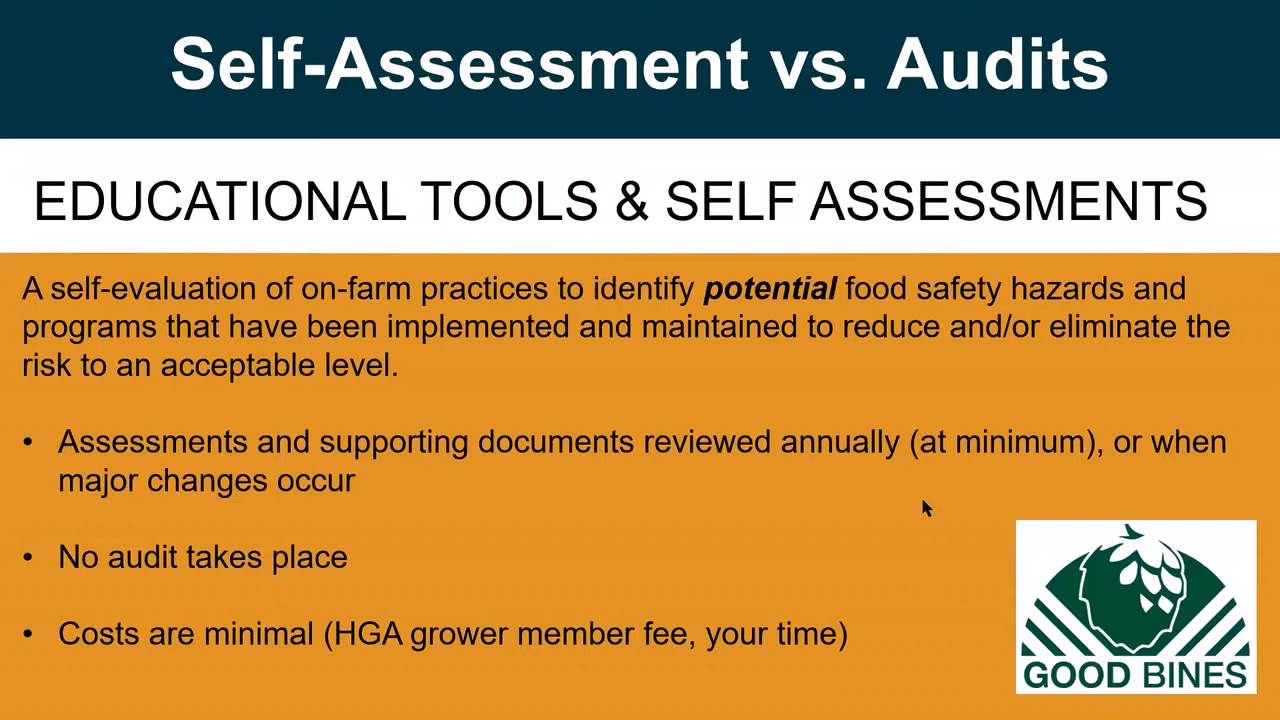 Self-Assessment vs. Audits
EDUCATIONAL TOOLS & SELF ASSESSMENTS
A self-evaluation of on-farm practices to identify potential food safety hazards and
programs that have been implemented and maintained to reduce and/or eliminate the
risk to an acceptable level.
• Assessments and supporting documents reviewed annually (at minimum), or when
major changes occur
• No audit takes place
• Costs are minimal (HGA grower member fee, your time)
GOOD BINES